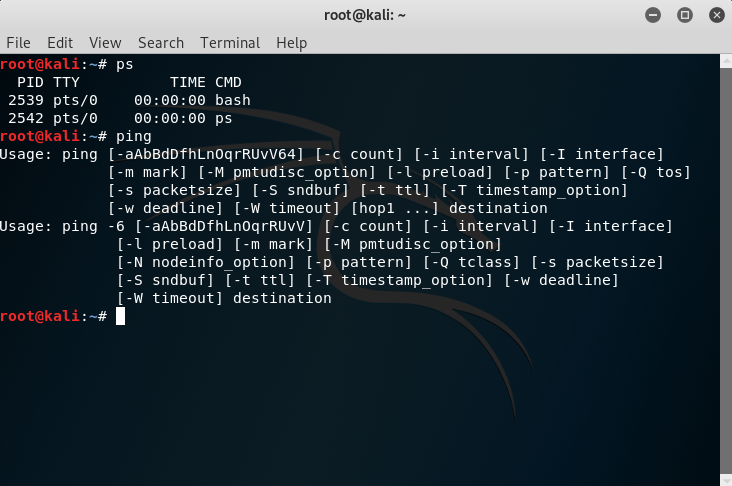 root@kali: ~
File Edit View Search Terminal Help
root@kali:~# ps
  PID TTY          TIME CMD
 2539 pts/0    00:00:00 bash
 2542 pts/0    00:00:00 ps
root@kali:~# ping
Usage: ping [-aAbBdDfhLnOqrRUvV64] [-c count] [-i interval] [-I interface]
            [-m mark] [-M pmtudisc_option] [-l preload] [-p pattern] [-Q tos]
            [-s packetsize] [-S sndbuf] [-t ttl] [-T timestamp_option]
            [-w deadline] [-W timeout] [hop1 ...] destination
Usage: ping -6 [-aAbBdDfhLnOqrRUvV] [-c count] [-i interval] [-I interface]
             [-l preload] [-m mark] [-M pmtudisc_option]
             [-N nodeinfo_option] [-p pattern] [-Q tclass] [-s packetsize]
             [-S sndbuf] [-t ttl] [-T timestamp_option] [-w deadline]
             [-W timeout] destination
root@kali:~#